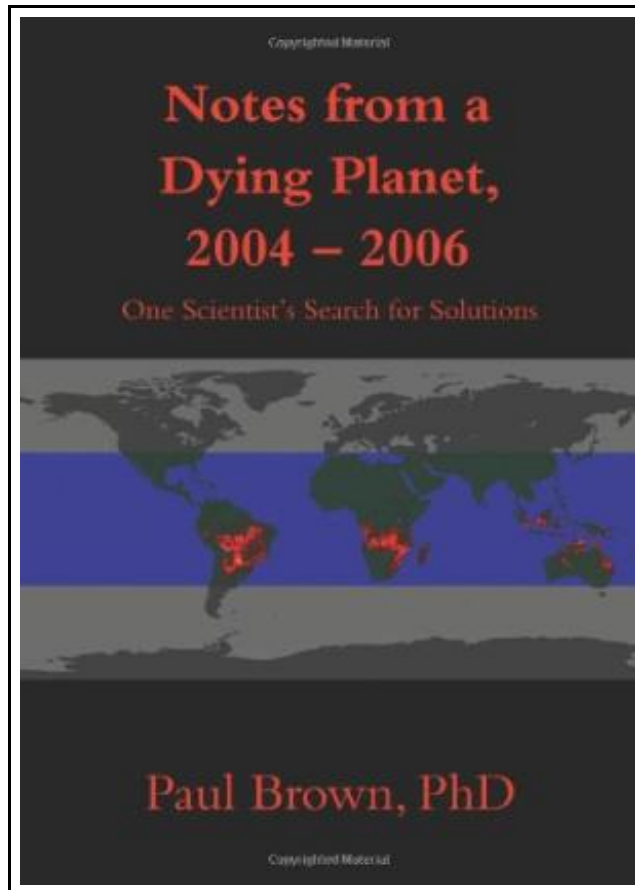 Copyrighted Material
Notes from a
Dying Planet,
2004 – 2006
One Scientist's Search for Solutions
Paul Brown, PhD
Copyrighted Material